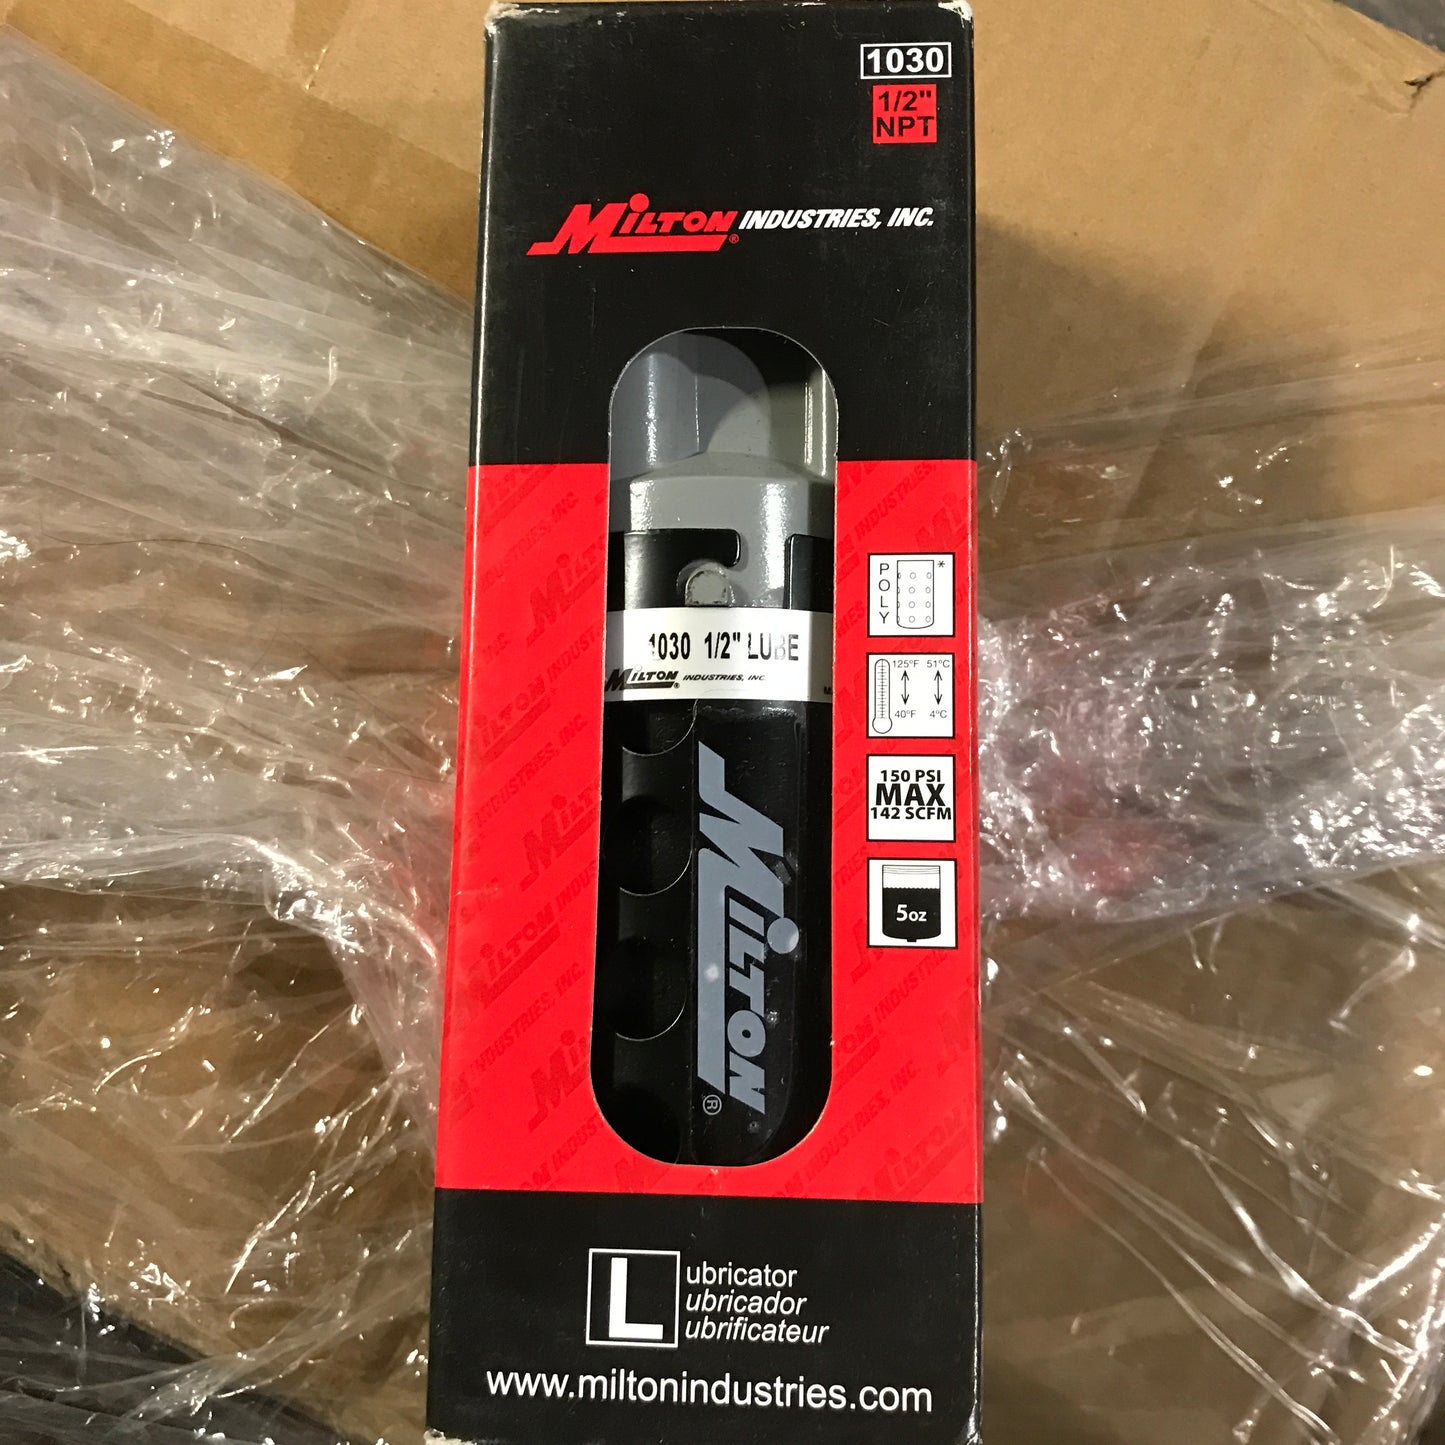 1030
1/2"
NPT
MILTON® INDUSTRIES, INC.
POLY *
125°F 51°C
40°F 4°C
1030 1/2" LUBE
MILTON® INDUSTRIES, INC.
150 PSI
MAX
142 SCFM
5oz
MILTON®
Lubricator
ubricador
ubrificateur
www.miltonindustries.com